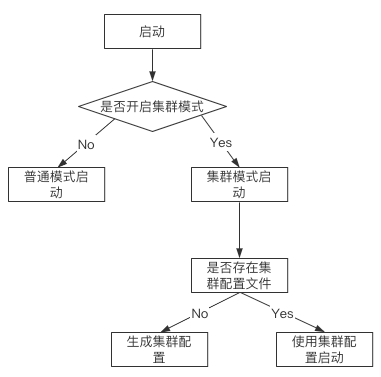 启动
是否开启集群模式
No
Yes
普通模式启
动
集群模式启
动
是否存在集
群配置文件
No
Yes
生成集群配
置
使用集群配
置启动